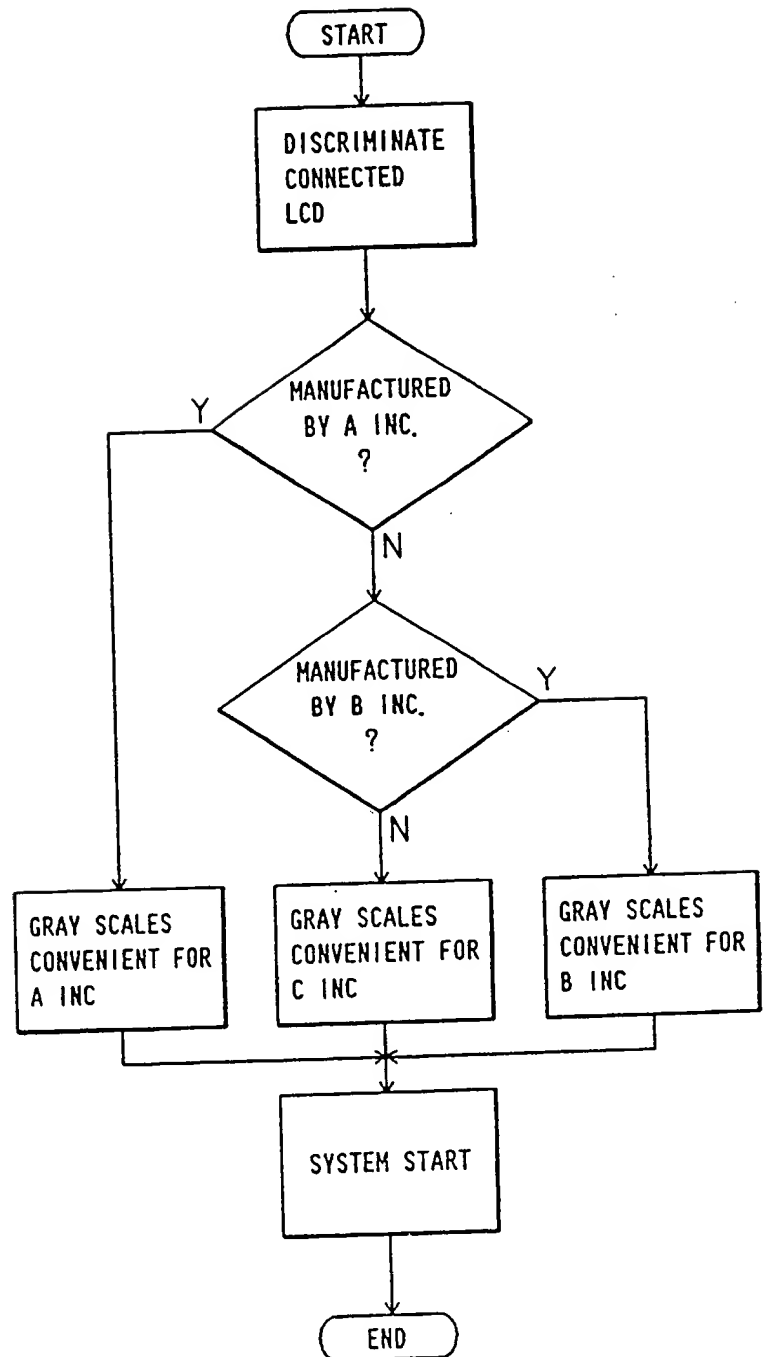 START
DISCRIMINATE
CONNECTED
LCD
MANUFACTURED
BY A INC.
?
Y
N
MANUFACTURED
BY B INC.
?
Y
N
GRAY SCALES
CONVENIENT FOR
A INC
GRAY SCALES
CONVENIENT FOR
C INC
GRAY SCALES
CONVENIENT FOR
B INC
SYSTEM START
END